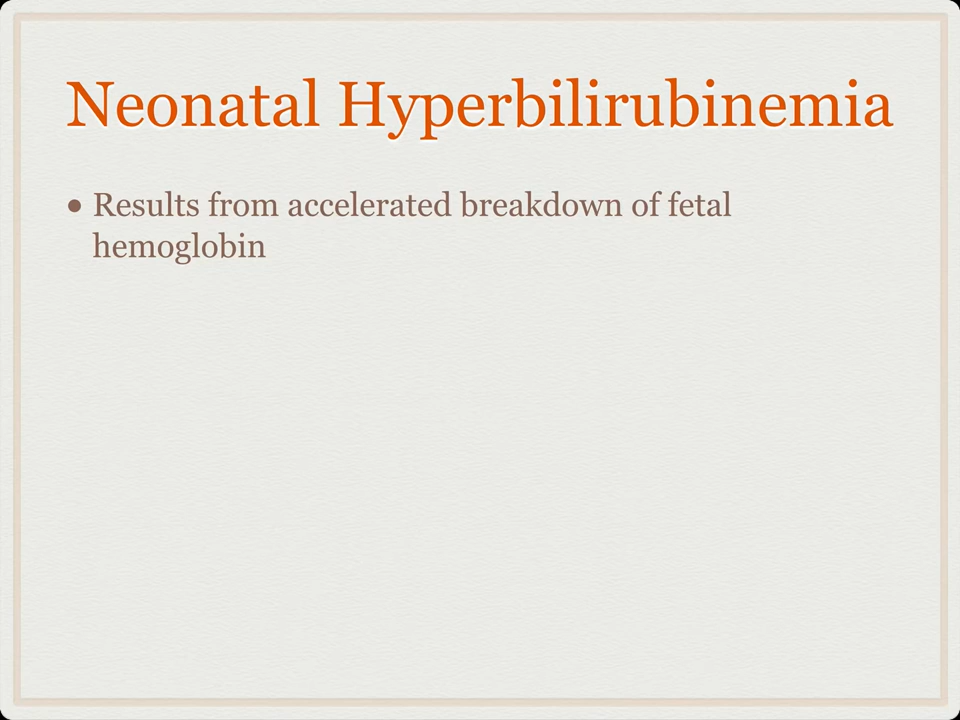 Neonatal Hyperbilirubinemia
• Results from accelerated breakdown of fetal
hemoglobin